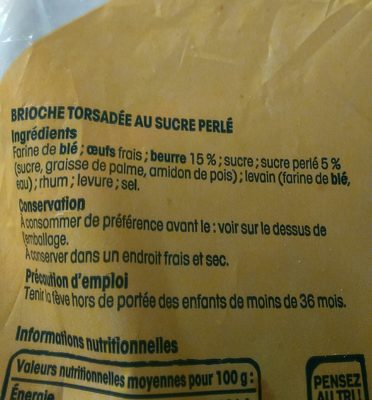 BRIOCHE TORSADÉE AU SUCRE PERLÉ
Ingrédients
Farine de blé ; œufs frais ; beurre 15 % ; sucre ; sucre perlé 5 %
(sucre, graisse de palme, amidon de pois) ; levain (farine de blé,
eau) ; rhum ; levure ; sel.
Conservation
A consommer de préférence avant le : voir sur le dessus de
l'emballage.
A conserver dans un endroit frais et sec.
Précaution d'emploi
Tenir la fève hors de portée des enfants de moins de 36 mois.
Informations nutritionnelles
Valeurs nutritionnelles moyennes pour 100 g :
Énergie
PENSEZ
AU TRI !